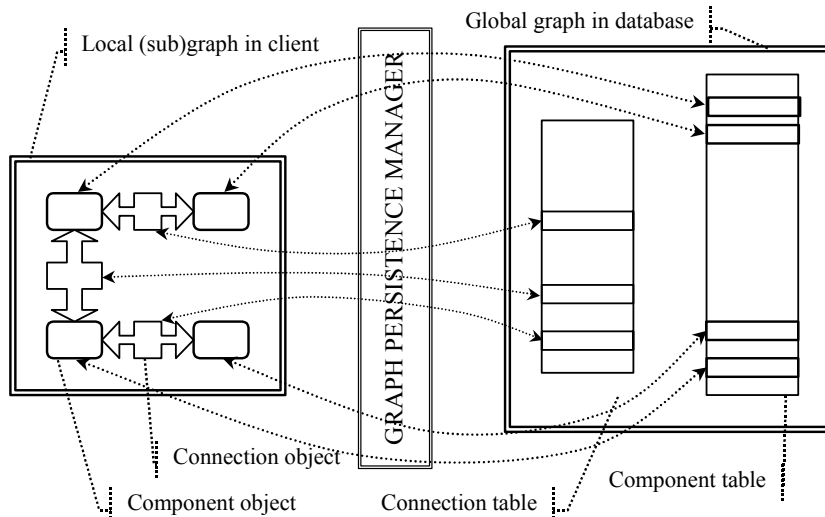 Global graph in database
Local (sub)graph in client
GRAPH PERSISTENCE MANAGER
Connection object
Component object
Connection table
Component table